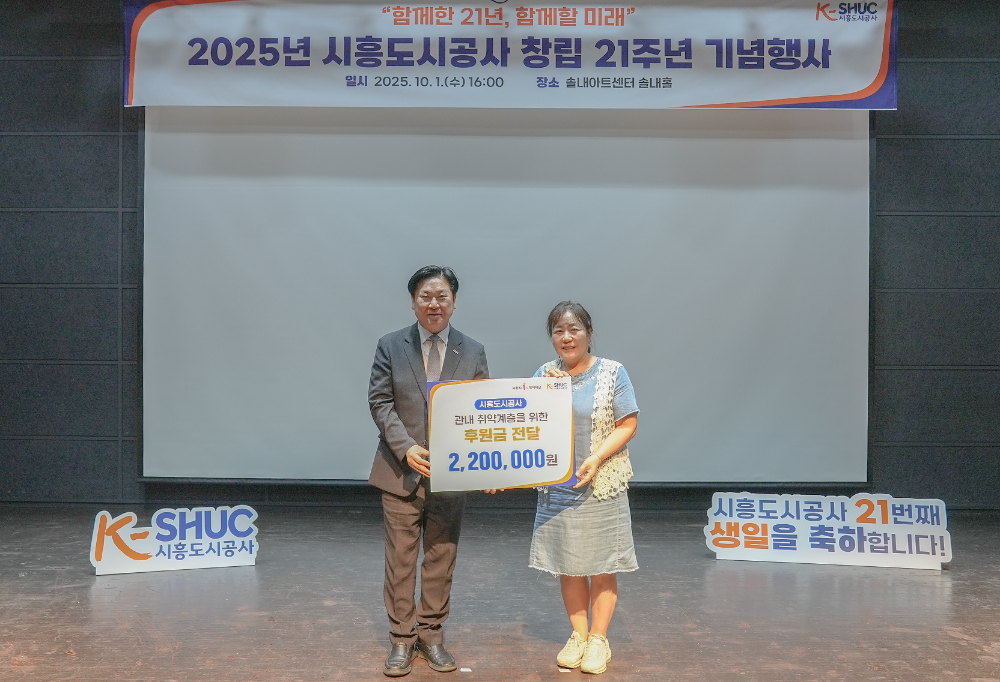 "함께한 21년, 함께할 미래"
K-SHUC
시흥도시공사
2025년 시흥도시공사 창립 21주년 기념행사
일시 2025. 10. 1.(수) 16:00 장소 솔내아트센터 솔내홀
시흥도시공사
관내 취약계층을 위한
후원금 전달
2,200,000원
K-SHUC
시흥도시공사
시흥도시공사 21번째
생일을 축하합니다!